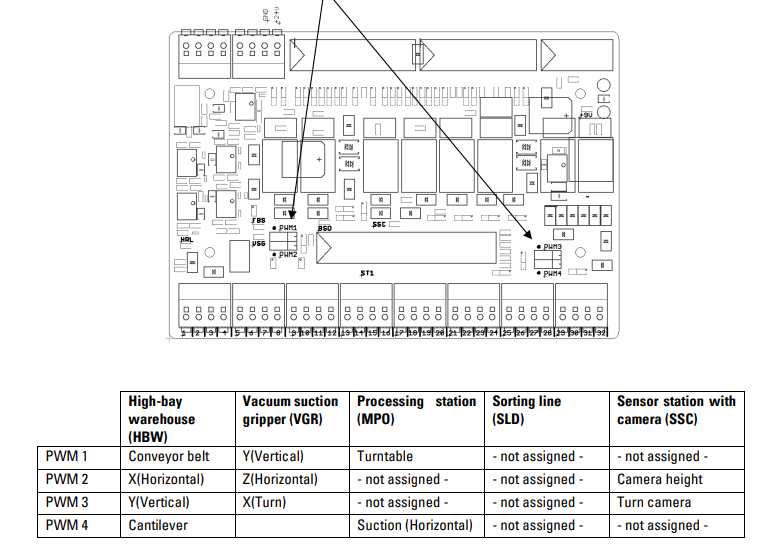 GND
+24V
+9V
FBS
PWM1
BSO
SSC
HRL
VSG
PWM2
PWM3
ST1
PWM4
1 2 3 4 5 6 7 8 9 10 11 12 13 14 15 16 17 18 19 20 21 22 23 24 25 26 27 28 29 30 31 32
High-bay warehouse (HBW) Vacuum suction gripper (VGR) Processing station (MPO) Sorting line (SLD) Sensor station with camera (SSC)
PWM 1 Conveyor belt Y(Vertical) Turntable - not assigned - - not assigned -
PWM 2 X(Horizontal) Z(Horizontal) - not assigned - - not assigned - Camera height
PWM 3 Y(Vertical) X(Turn) - not assigned - - not assigned - Turn camera
PWM 4 Cantilever Suction (Horizontal) - not assigned - - not assigned -